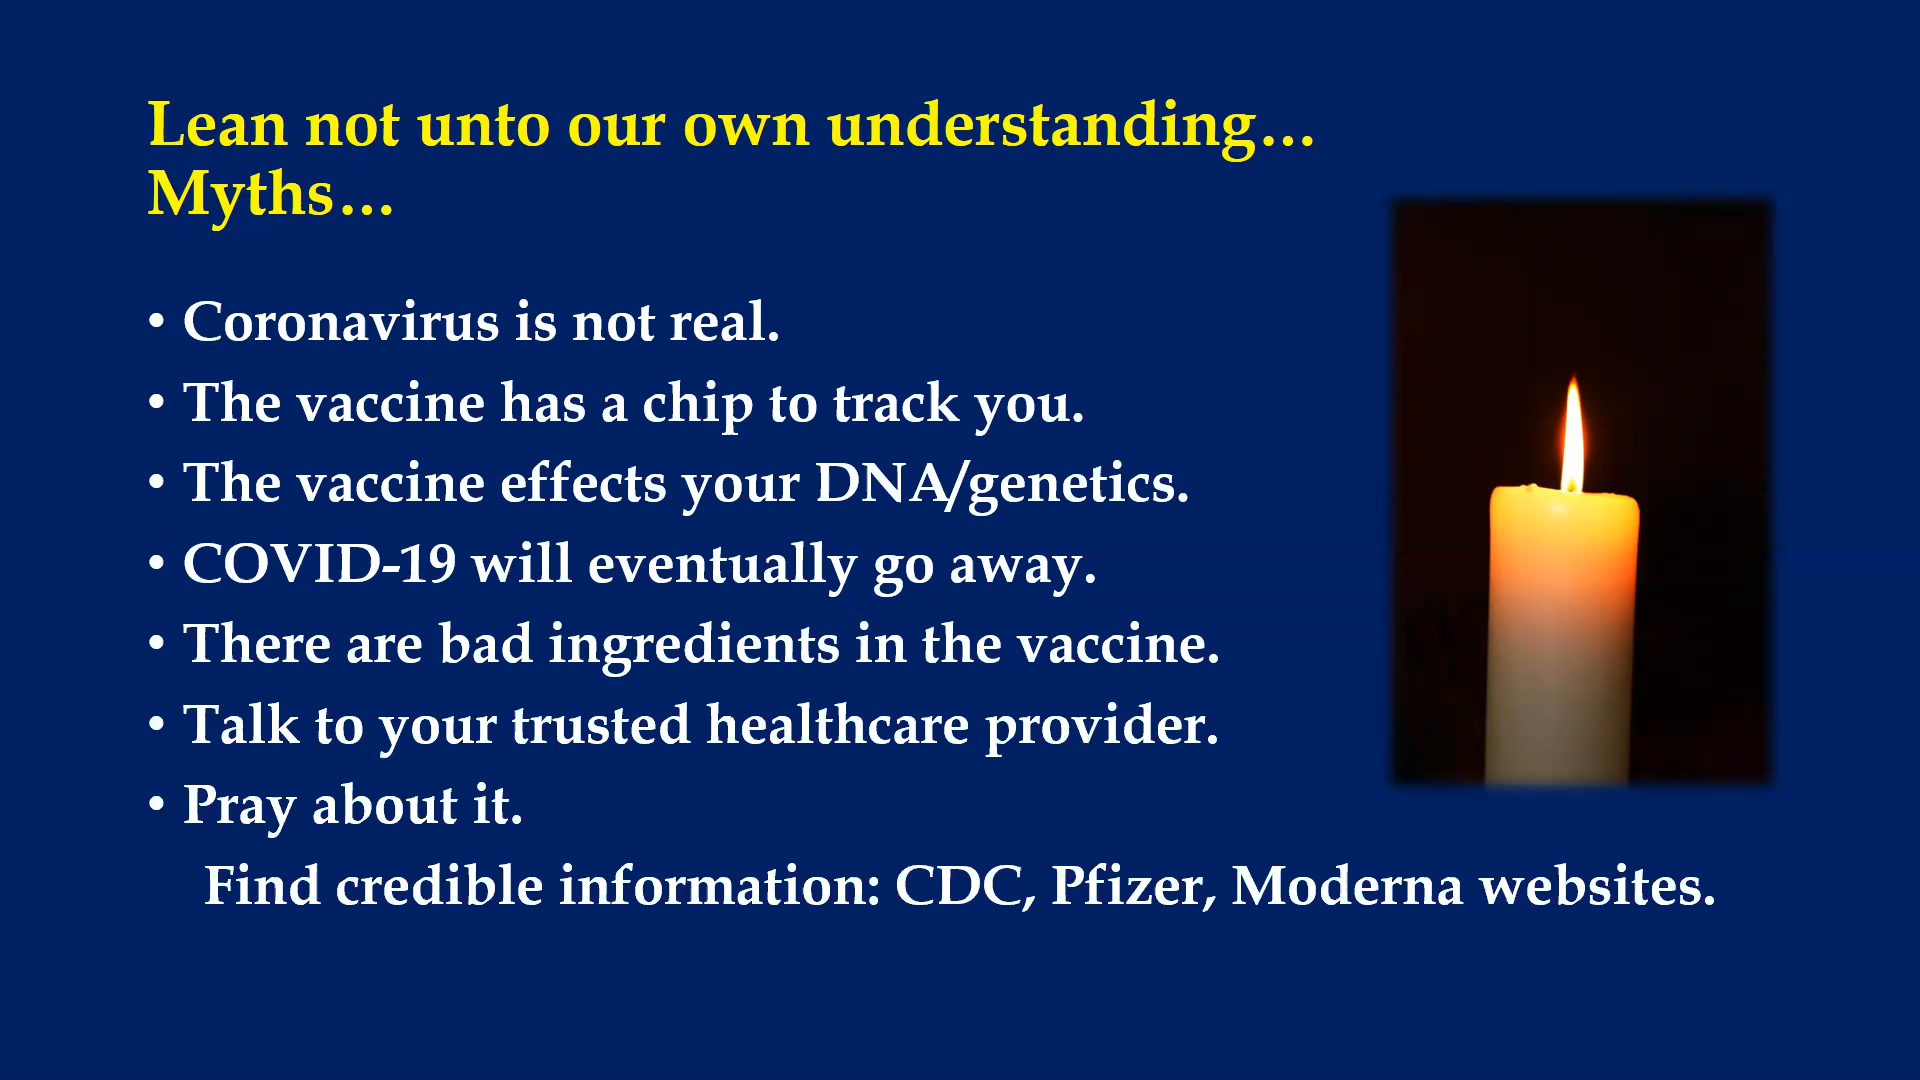 Lean not unto our own understanding…
Myths…
• Coronavirus is not real.
• The vaccine has a chip to track you.
• The vaccine effects your DNA/genetics.
• COVID-19 will eventually go away.
• There are bad ingredients in the vaccine.
• Talk to your trusted healthcare provider.
• Pray about it.
Find credible information: CDC, Pfizer, Moderna websites.